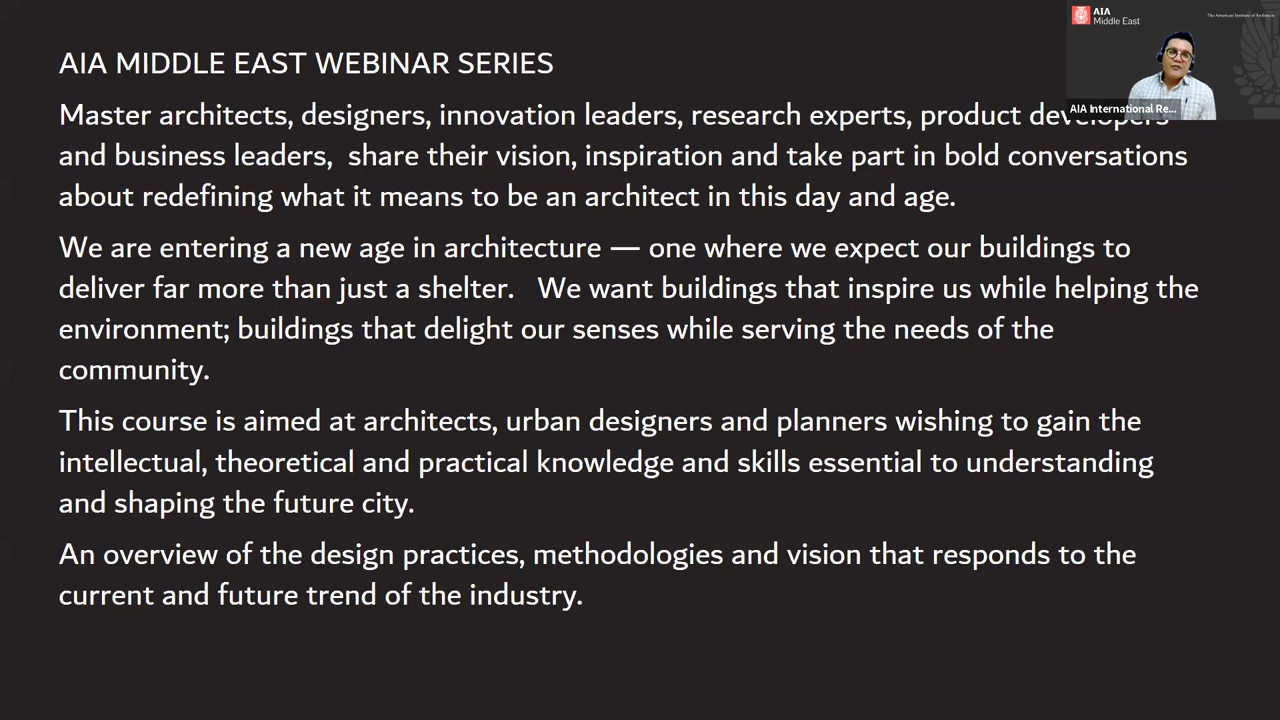 AIA
Middle East
The American Institute of Architects
AIA International Re...
AIA MIDDLE EAST WEBINAR SERIES
Master architects, designers, innovation leaders, research experts, product developers
and business leaders,  share their vision, inspiration and take part in bold conversations
about redefining what it means to be an architect in this day and age.
We are entering a new age in architecture — one where we expect our buildings to
deliver far more than just a shelter.   We want buildings that inspire us while helping the
environment; buildings that delight our senses while serving the needs of the
community.
This course is aimed at architects, urban designers and planners wishing to gain the
intellectual, theoretical and practical knowledge and skills essential to understanding
and shaping the future city.
An overview of the design practices, methodologies and vision that responds to the
current and future trend of the industry.